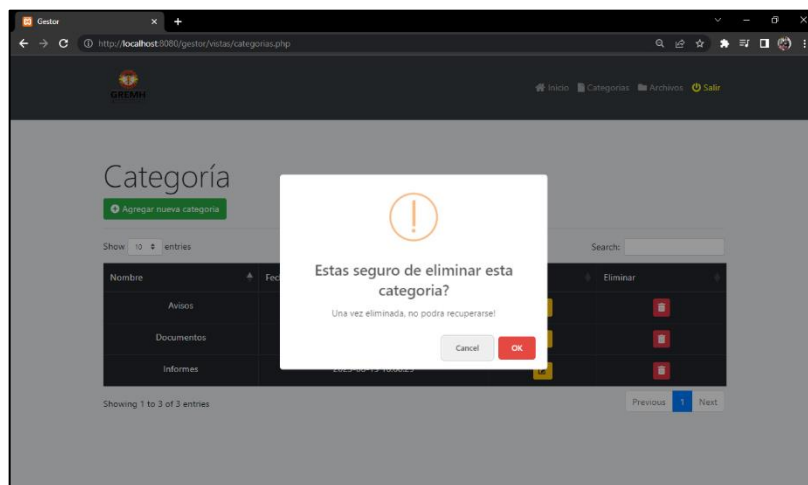 Gestor
http://localhost:8080/gestor/vistas/categorias.php
GREMH
Inicio Categorias Archivos Salir
Categoría
Agregar nueva categoria
Show 10 entries Search:
Nombre Fec Eliminar
Estas seguro de eliminar esta
categoria?
Una vez eliminada, no podra recuperarse!
Cancel OK
Avisos
Documentos
Informes
Showing 1 to 3 of 3 entries
Previous 1 Next